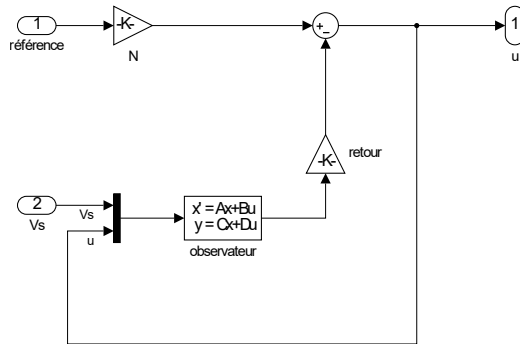 1
référence
-K-
N
+
−
1
u
-K-
retour
2
Vs
Vs
u
x' = Ax+Bu
y = Cx+Du
observateur